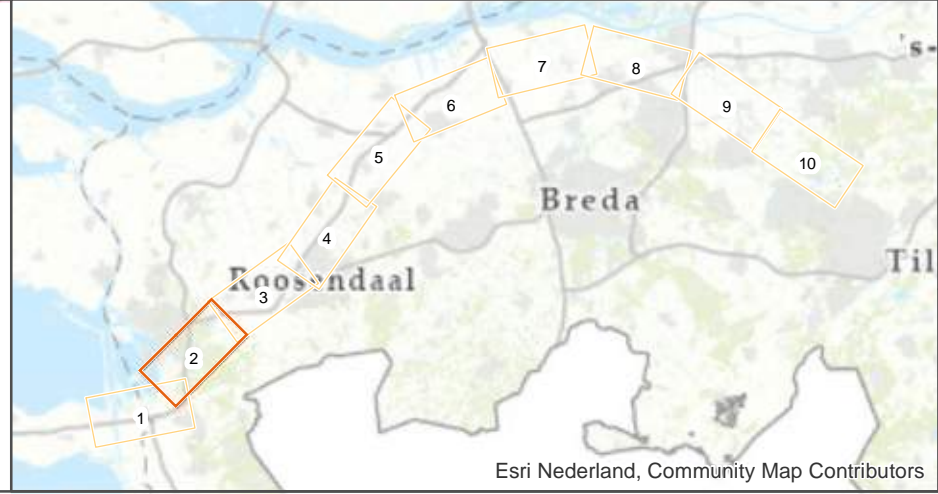 's-
7
8
6
9
5
10
Breda
4
Til
Roosendaal
3
2
1
Esri Nederland, Community Map Contributors